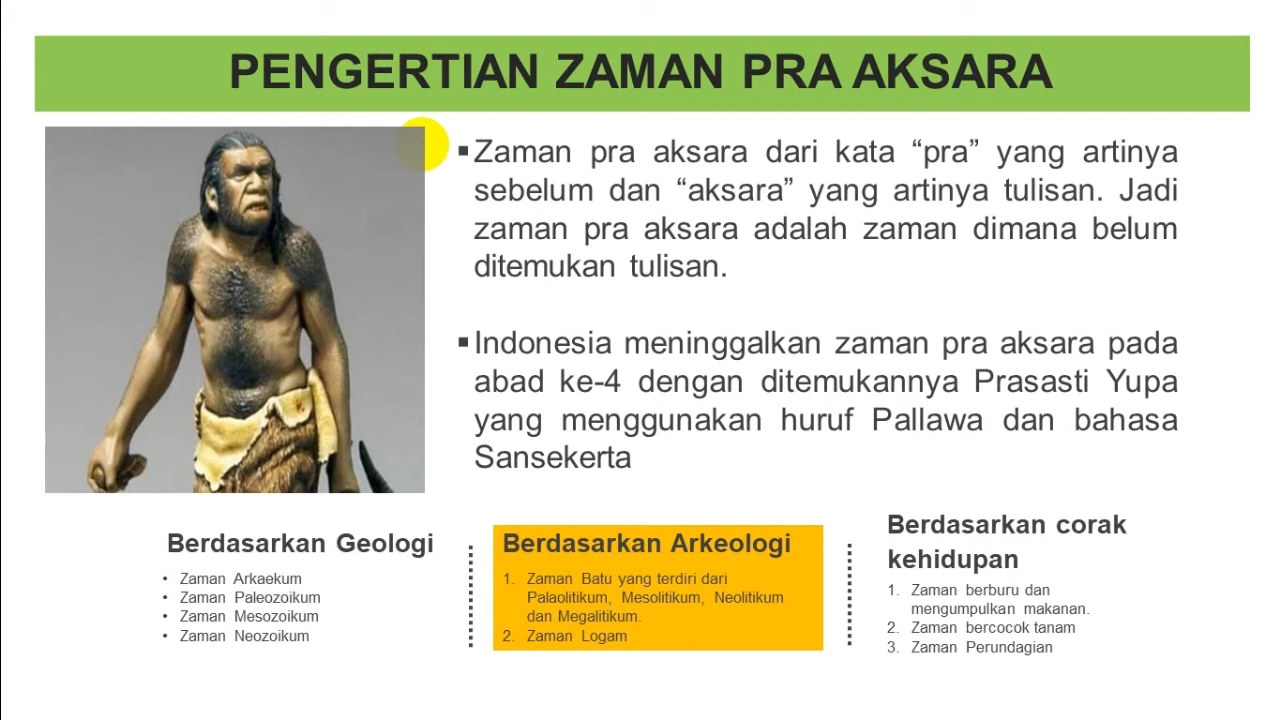 PENGERTIAN ZAMAN PRA AKSARA
▪Zaman pra aksara dari kata “pra” yang artinya
sebelum dan “aksara” yang artinya tulisan. Jadi
zaman pra aksara adalah zaman dimana belum
ditemukan tulisan.
▪Indonesia meninggalkan zaman pra aksara pada
abad ke-4 dengan ditemukannya Prasasti Yupa
yang menggunakan huruf Pallawa dan bahasa
Sansekerta
Berdasarkan Geologi
• Zaman Arkaekum
• Zaman Paleozoikum
• Zaman Mesozoikum
• Zaman Neozoikum
Berdasarkan Arkeologi
1. Zaman Batu yang terdiri dari
Palaolitikum, Mesolitikum, Neolitikum
dan Megalitikum.
2. Zaman Logam
Berdasarkan corak
kehidupan
1. Zaman berburu dan
mengumpulkan makanan.
2. Zaman bercocok tanam
3. Zaman Perundagian